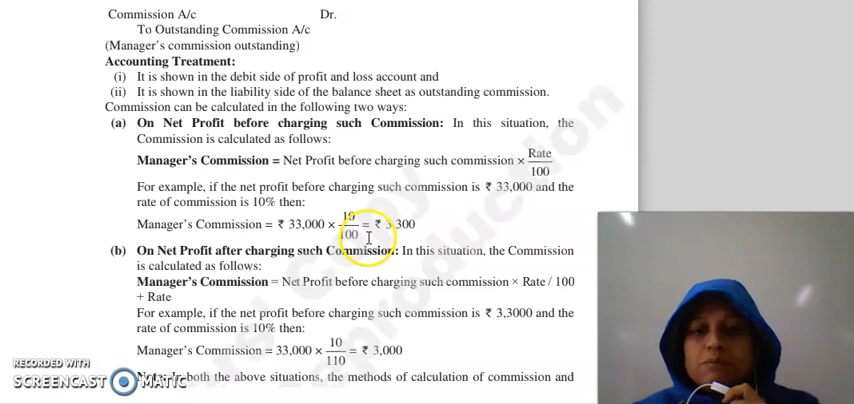 Commission A/c Dr.
To Outstanding Commission A/c
(Manager's commission outstanding)
Accounting Treatment:
(i) It is shown in the debit side of profit and loss account and
(ii) It is shown in the liability side of the balance sheet as outstanding commission.
Commission can be calculated in the following two ways:
(a) On Net Profit before charging such Commission: In this situation, the
Commission is calculated as follows:
Manager's Commission = Net Profit before charging such commission × Rate/100
For example, if the net profit before charging such commission is ₹ 33,000 and the
rate of commission is 10% then:
Manager's Commission = ₹ 33,000 × 10/100 = ₹ 3,300
(b) On Net Profit after charging such Commission: In this situation, the Commission
is calculated as follows:
Manager's Commission = Net Profit before charging such commission × Rate / 100
+ Rate
For example, if the net profit before charging such commission is ₹ 3,3000 and the
rate of commission is 10% then:
Manager's Commission = 33,000 × 10/110 = ₹ 3,000
both the above situations, the methods of calculation of commission and
RECORDED WITH
SCREENCAST MATIC